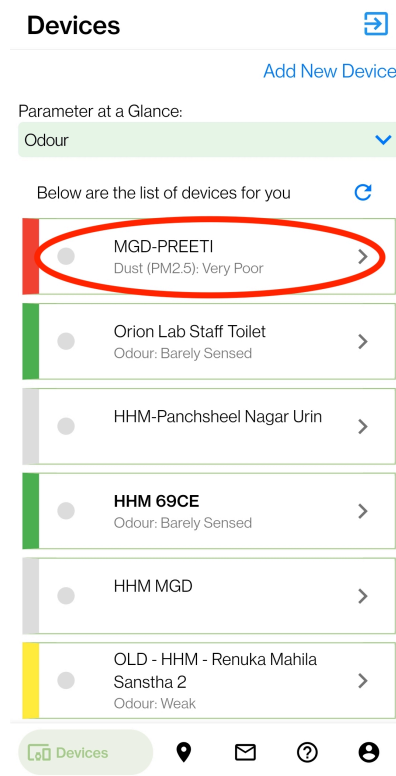 Devices
Add New Device
Parameter at a Glance:
Odour
Below are the list of devices for you
MGD-PREETI
Dust (PM2.5): Very Poor
Orion Lab Staff Toilet
Odour: Barely Sensed
HHM-Panchsheel Nagar Urin
HHM 69CE
Odour: Barely Sensed
HHM MGD
OLD - HHM - Renuka Mahila
Sanstha 2
Odour: Weak
Devices